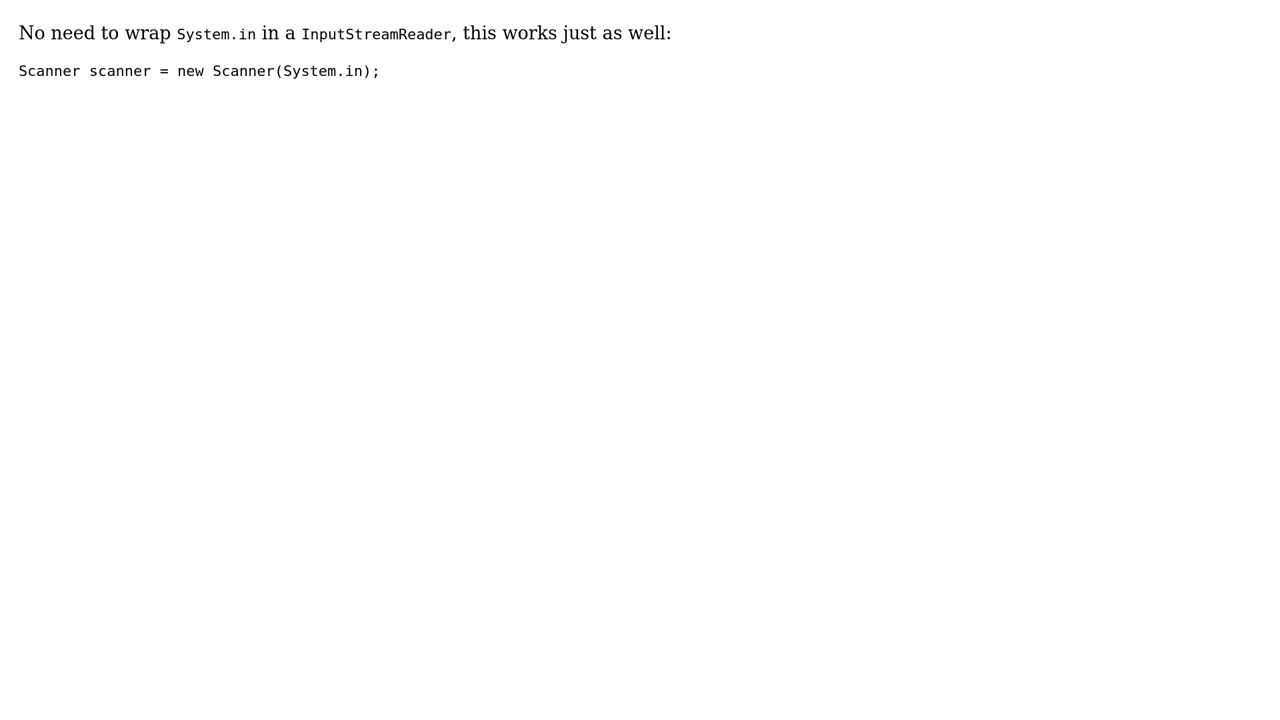 No need to wrap System.in in a InputStreamReader, this works just as well:
Scanner scanner = new Scanner(System.in);